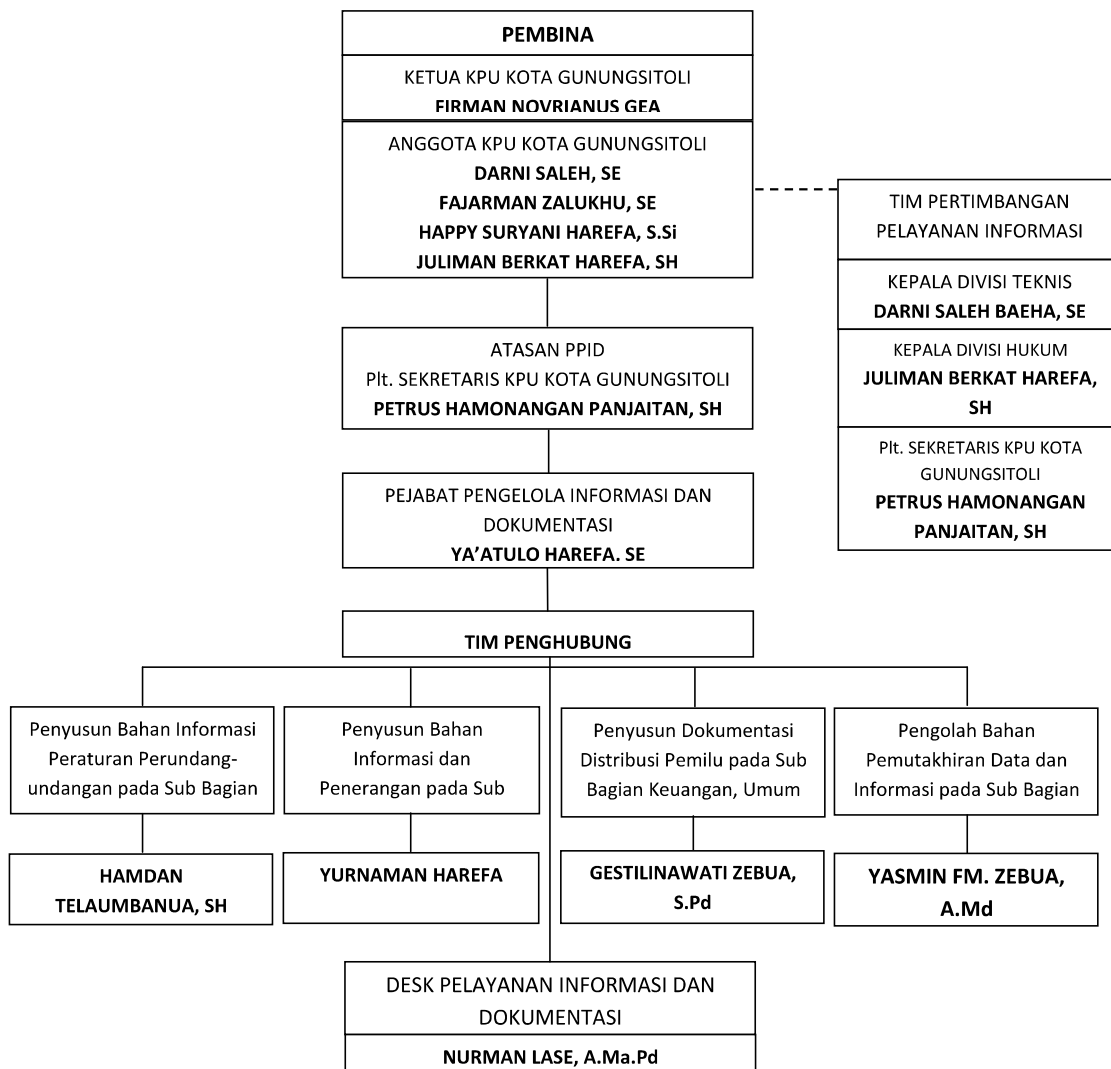 PEMBINA
KETUA KPU KOTA GUNUNGSITOLI
FIRMAN NOVRIANUS GEA
ANGGOTA KPU KOTA GUNUNGSITOLI
DARNI SALEH, SE
FAJARMAN ZALUKHU, SE
HAPPY SURYANI HAREFA, S.Si
JULIMAN BERKAT HAREFA, SH
TIM PERTIMBANGAN
PELAYANAN INFORMASI
KEPALA DIVISI TEKNIS
DARNI SALEH BAEHA, SE
KEPALA DIVISI HUKUM
JULIMAN BERKAT HAREFA,
SH
Plt. SEKRETARIS KPU KOTA
GUNUNGSITOLI
PETRUS HAMONANGAN
PANJAITAN, SH
ATASAN PPID
Plt. SEKRETARIS KPU KOTA GUNUNGSITOLI
PETRUS HAMONANGAN PANJAITAN, SH
PEJABAT PENGELOLA INFORMASI DAN
DOKUMENTASI
YA’ATULO HAREFA. SE
TIM PENGHUBUNG
Penyusun Bahan Informasi
Peraturan Perundang-
undangan pada Sub Bagian
HAMDAN
TELAUMBANUA, SH
Penyusun Bahan
Informasi dan
Penerangan pada Sub
YURNAMAN HAREFA
Penyusun Dokumentasi
Distribusi Pemilu pada Sub
Bagian Keuangan, Umum
GESTILINAWATI ZEBUA,
S.Pd
Pengolah Bahan
Pemutakhiran Data dan
Informasi pada Sub Bagian
YASMIN FM. ZEBUA,
A.Md
DESK PELAYANAN INFORMASI DAN
DOKUMENTASI
NURMAN LASE, A.Ma.Pd